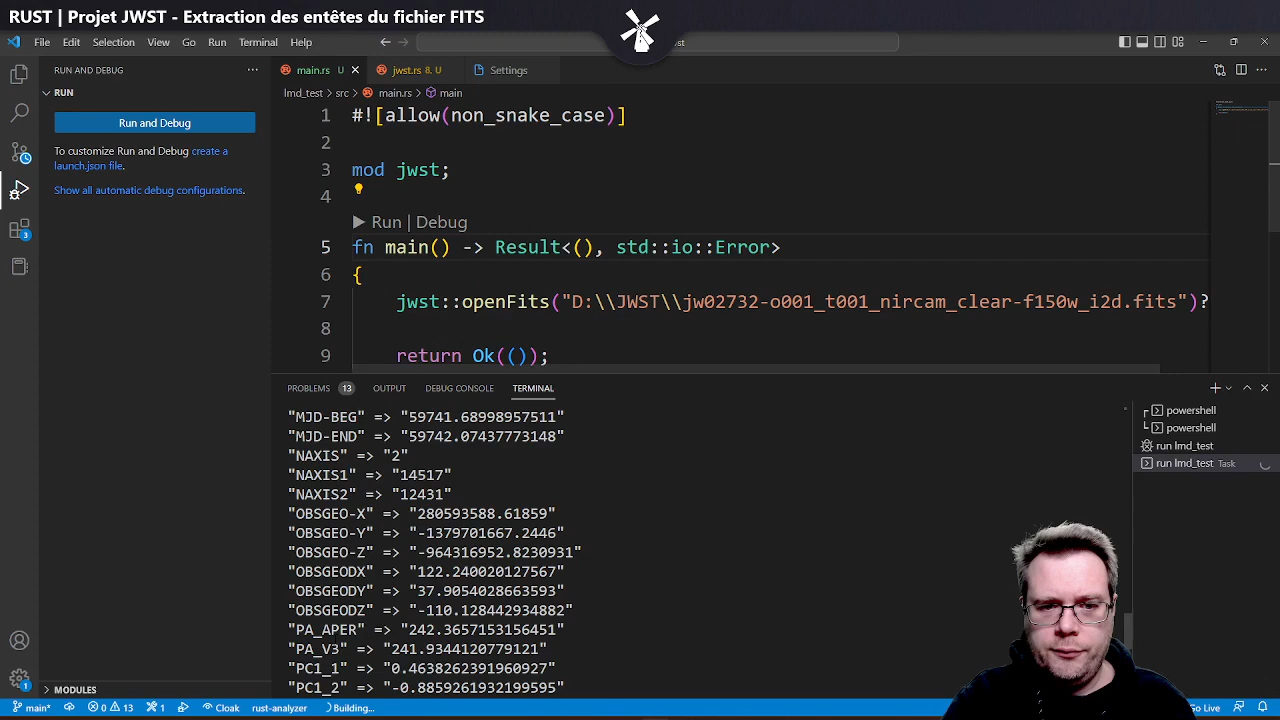 RUST | Projet JWST - Extraction des entêtes du fichier FITS
File Edit Selection View Go Run Terminal Help
st
RUN AND DEBUG
RUN
Run and Debug
To customize Run and Debug create a
launch.json file.
Show all automatic debug configurations.
MODULES
main.rs U
jwst.rs 8, U
Settings
lmd_test > src > main.rs > main
1 #![allow(non_snake_case)]
2
3 mod jwst;
4
Run | Debug
5 fn main() -> Result<(), std::io::Error>
6 {
7 jwst::openFits("D:\\JWST\\jw02732-o001_t001_nircam_clear-f150w_i2d.fits")?
8
9 return Ok(());
PROBLEMS 13 OUTPUT DEBUG CONSOLE TERMINAL
"MJD-BEG" => "59741.68998957511"
"MJD-END" => "59742.07437773148"
"NAXIS" => "2"
"NAXIS1" => "14517"
"NAXIS2" => "12431"
"OBSGEO-X" => "280593588.61859"
"OBSGEO-Y" => "-1379701667.2446"
"OBSGEO-Z" => "-964316952.8230931"
"OBSGEODX" => "122.240020127567"
"OBSGEODY" => "37.9054028663593"
"OBSGEODZ" => "-110.128442934882"
"PA_APER" => "242.3657153156451"
"PA_V3" => "241.9344120779121"
"PC1_1" => "0.4638262391960927"
"PC1_2" => "-0.8859261932199595"
powershell
powershell
run lmd_test
run lmd_test Task
3
1
main* 0 13 1 Cloak rust-analyzer Building... Go Live